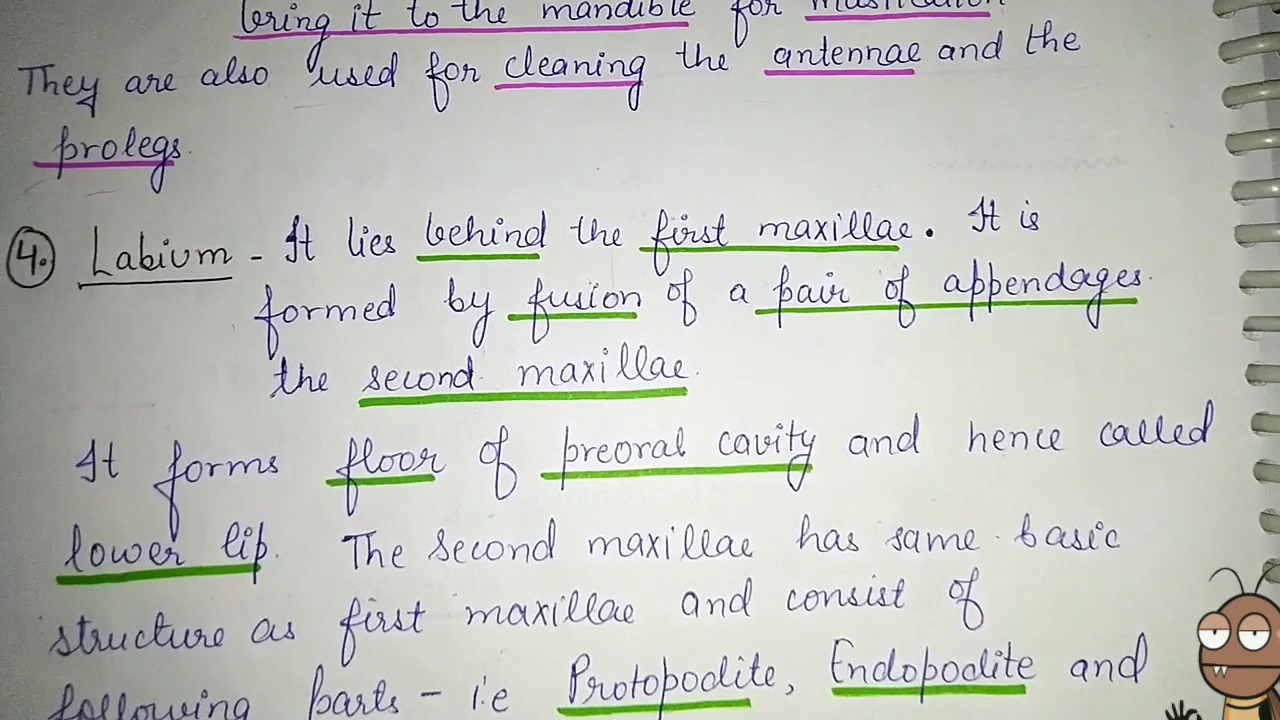 bring it to the mandible for mastication
They are also used for cleaning the antennae and the
prolegs.
4. Labium - It lies behind the first maxillae. It is
formed by fusion of a pair of appendages.
the second maxillae.
It forms floor of preoral cavity and hence called
lower lip. The second maxillae has same basic
structure as first maxillae and consist of
following parts - i.e Protopodite, Endopodite and